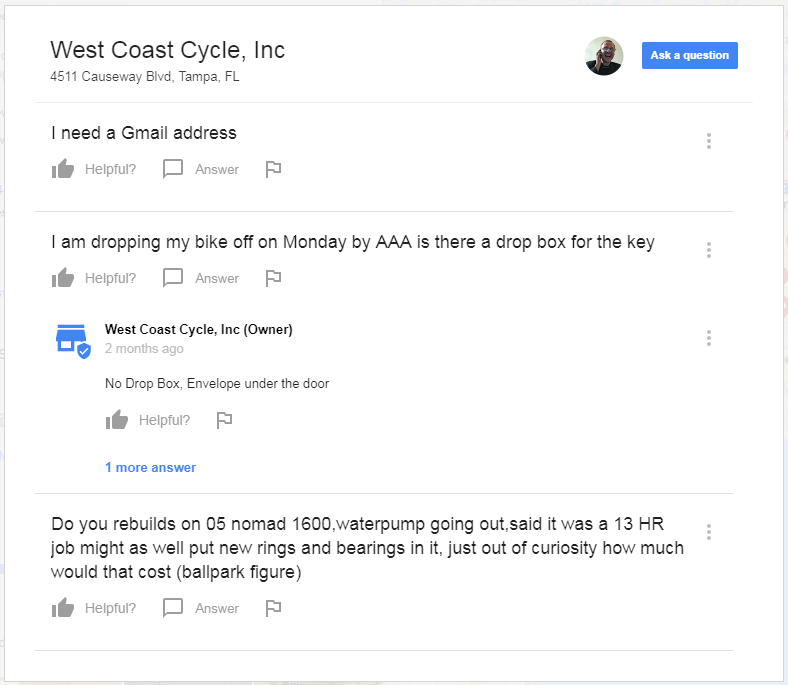 West Coast Cycle, Inc
4511 Causeway Blvd, Tampa, FL
Ask a question
I need a Gmail address
Helpful? Answer
I am dropping my bike off on Monday by AAA is there a drop box for the key
Helpful? Answer
West Coast Cycle, Inc (Owner)
2 months ago
No Drop Box, Envelope under the door
Helpful?
1 more answer
Do you rebuilds on 05 nomad 1600,waterpump going out,said it was a 13 HR
job might as well put new rings and bearings in it, just out of curiosity how much
would that cost (ballpark figure)
Helpful? Answer